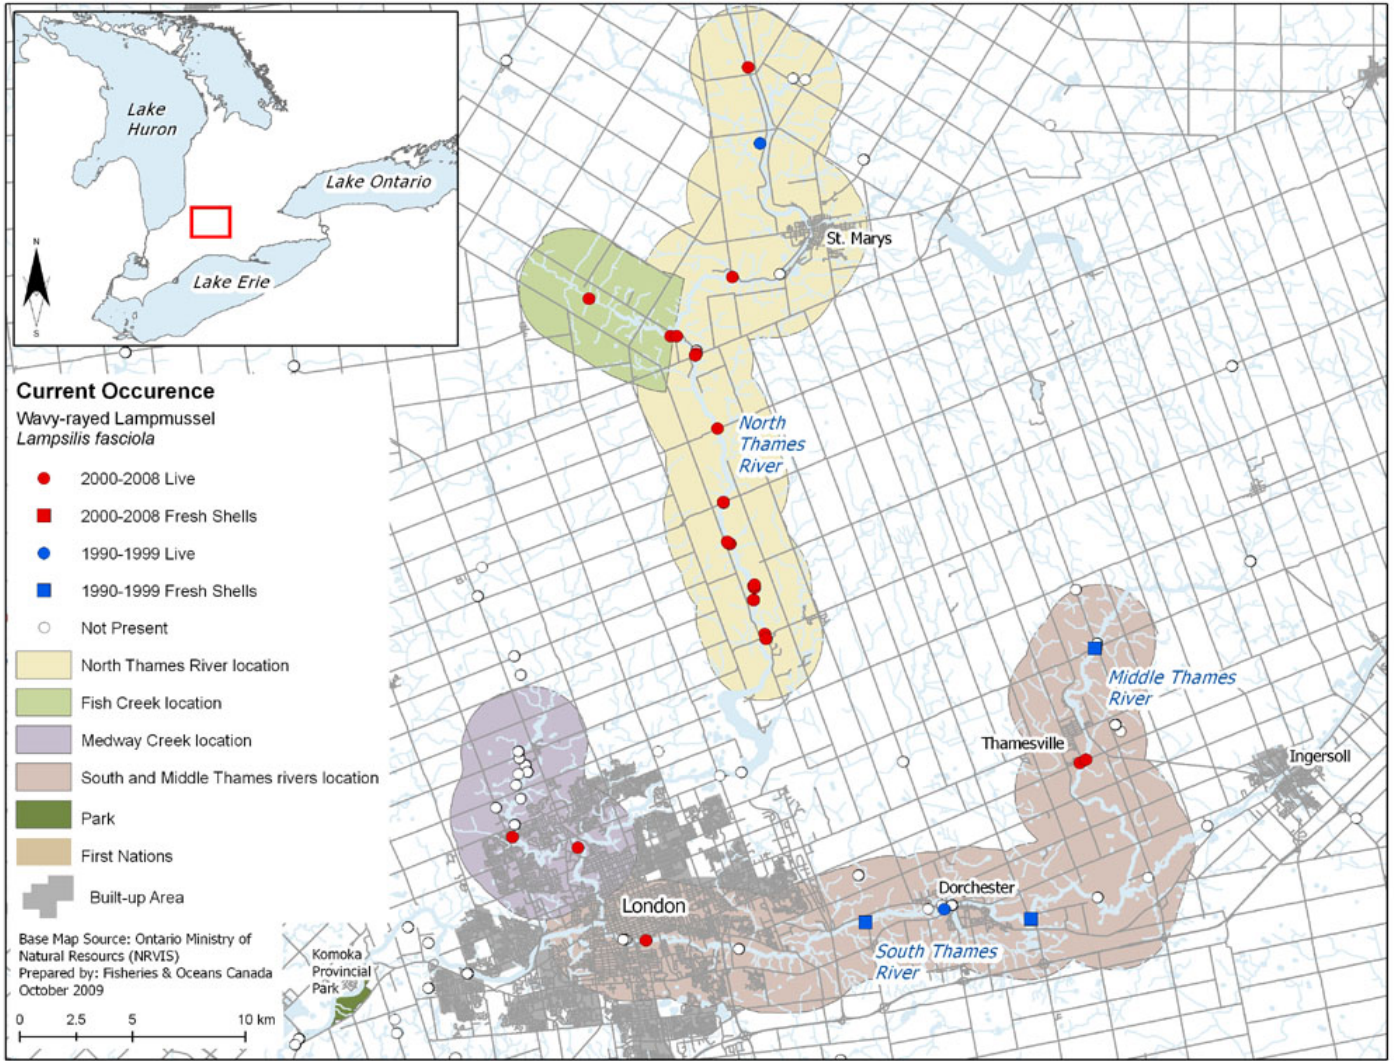 Lake
Huron
Lake Ontario
Lake Erie
N
S
St. Marys
North
Thames
River
Middle Thames
River
Thamesville
Ingersoll
Dorchester
London
South Thames
River
Komoka
Provincial
Park
Current Occurence
Wavy-rayed Lampmussel
Lampsilis fasciola
2000-2008 Live
2000-2008 Fresh Shells
1990-1999 Live
1990-1999 Fresh Shells
Not Present
North Thames River location
Fish Creek location
Medway Creek location
South and Middle Thames rivers location
Park
First Nations
Built-up Area
Base Map Source: Ontario Ministry of
Natural Resourcs (NRVIS)
Prepared by: Fisheries & Oceans Canada
October 2009
0 2.5 5 10 km